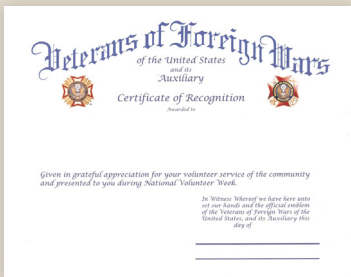 Veterans of Foreign Wars
of the United States
and its
Auxiliary
Certificate of Recognition
Awarded to
Given in grateful appreciation for your volunteer service of the community
and presented to you during National Volunteer Week.
In Witness Whereof we have here unto
set our hands and the official emblem
of the Veterans of Foreign Wars of the
United States, and its Auxiliary this
day of